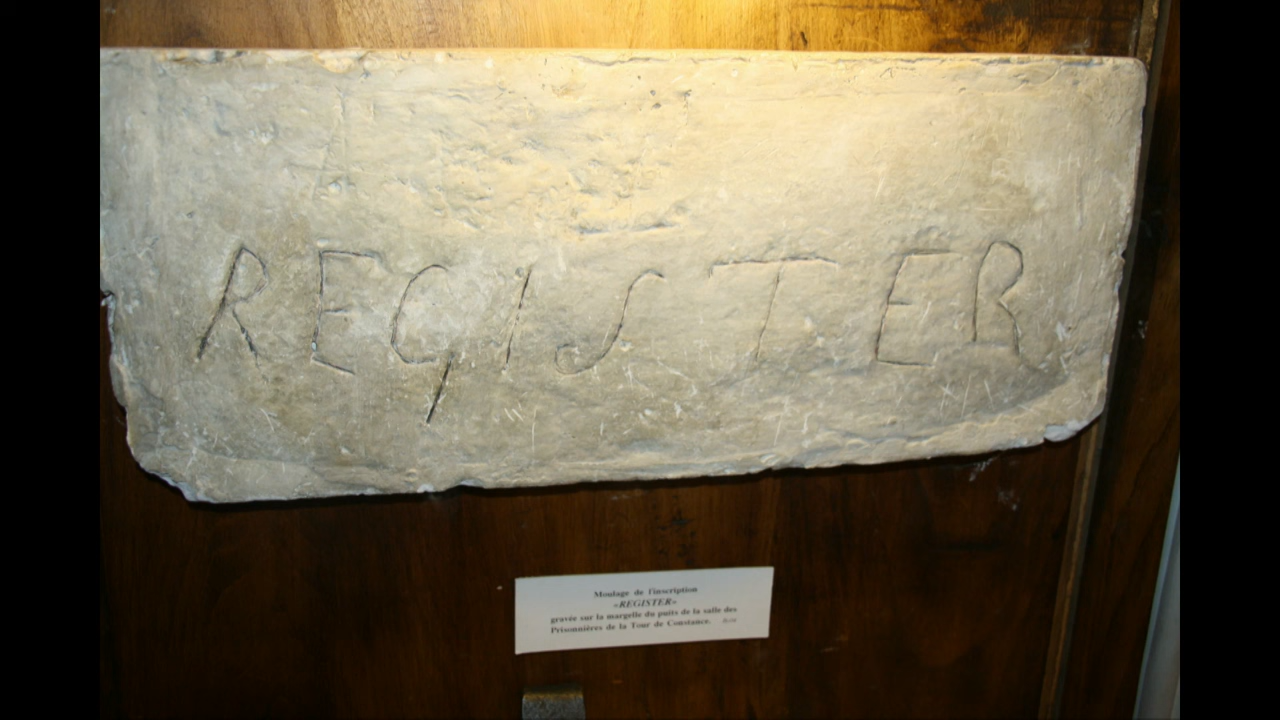 REGISTER
Moulage de l'inscription
«REGISTER»
gravée sur la margelle du puits de la salle des
Prisonnières de la Tour de Constance.